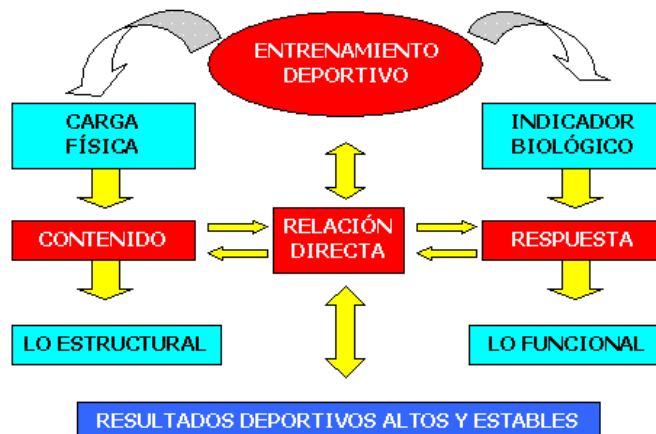 ENTRENAMIENTO
DEPORTIVO
CARGA
FÍSICA
INDICADOR
BIOLÓGICO
CONTENIDO
RELACIÓN
DIRECTA
RESPUESTA
LO ESTRUCTURAL
LO FUNCIONAL
RESULTADOS DEPORTIVOS ALTOS Y ESTABLES